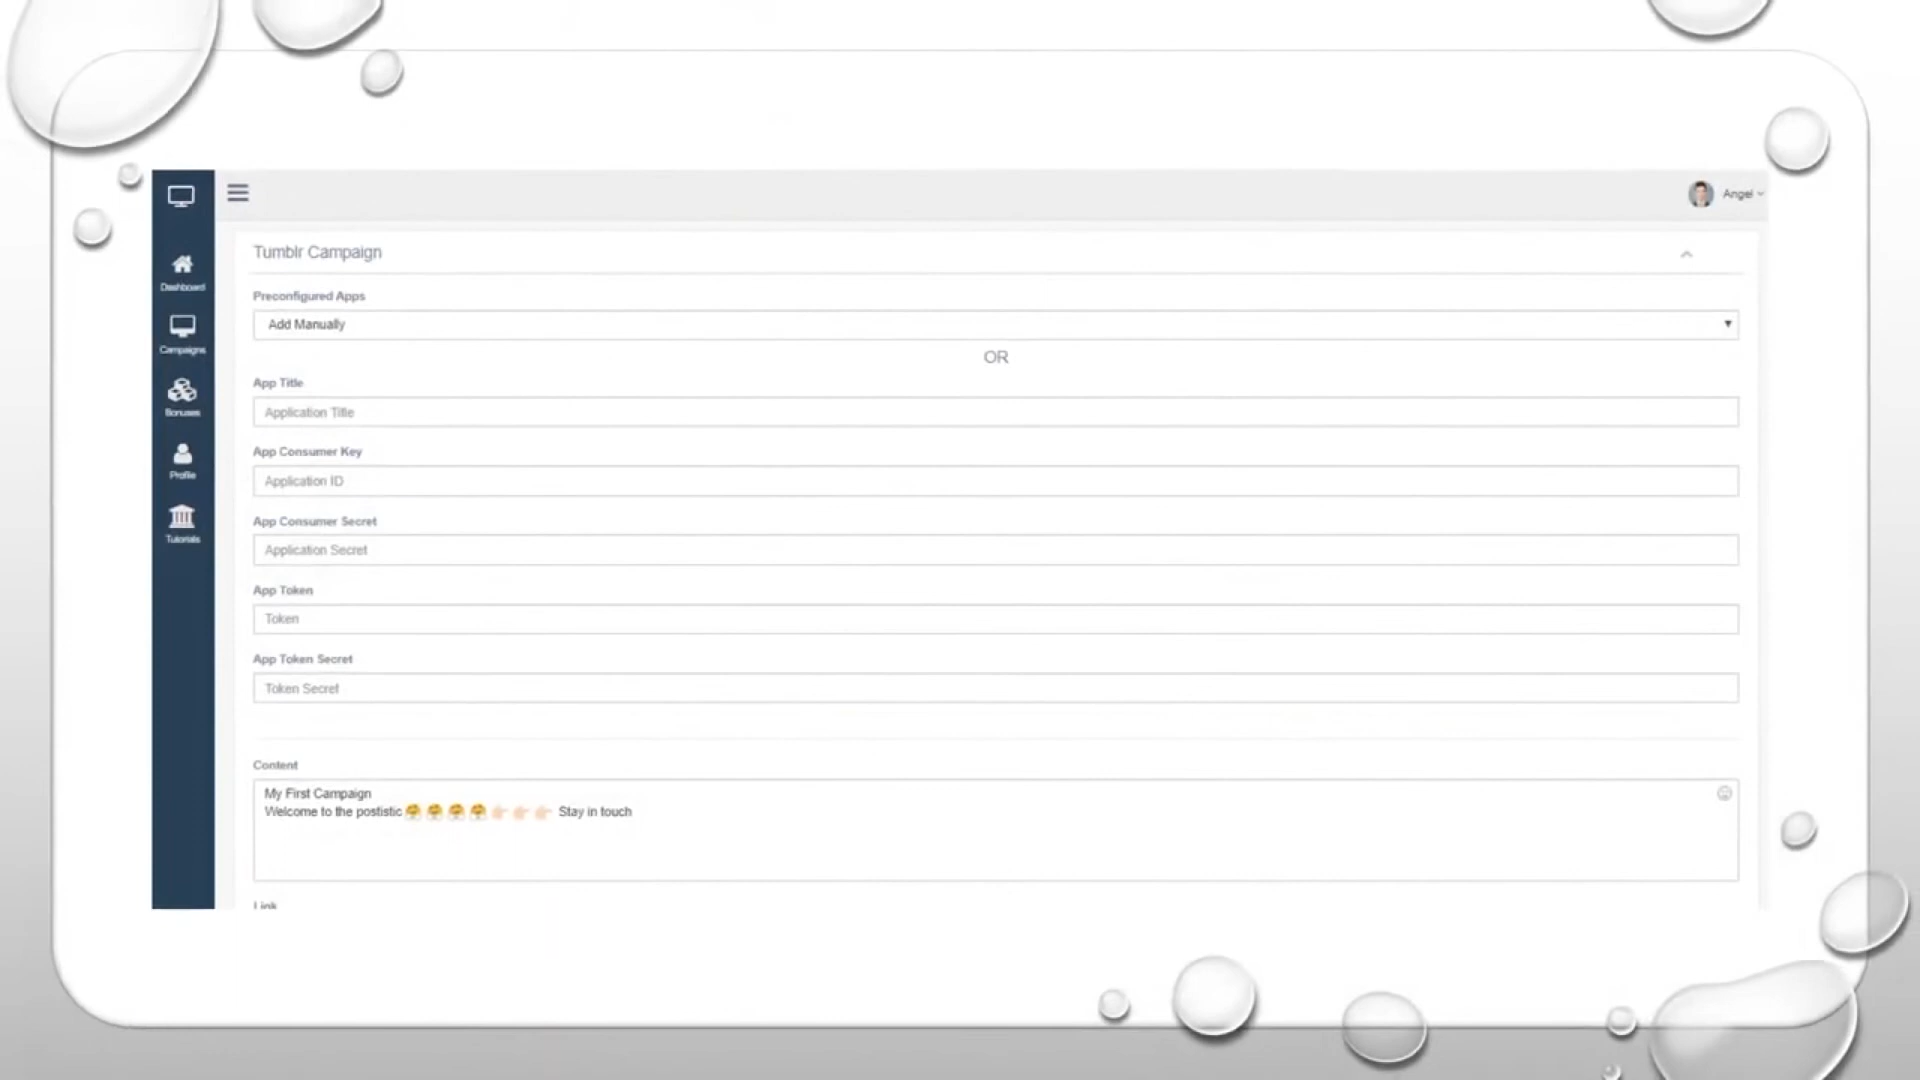 Angel
Dashboard
Campaigns
Bonuses
Profile
Tutorials
Tumblr Campaign
Preconfigured Apps
Add Manually
OR
App Title
Application Title
App Consumer Key
Application ID
App Consumer Secret
Application Secret
App Token
Token
App Token Secret
Token Secret
Content
My First Campaign
Welcome to the postistic 😤 😤 😤 😤 👉🏻 👉🏻 👉🏻 Stay in touch
Link